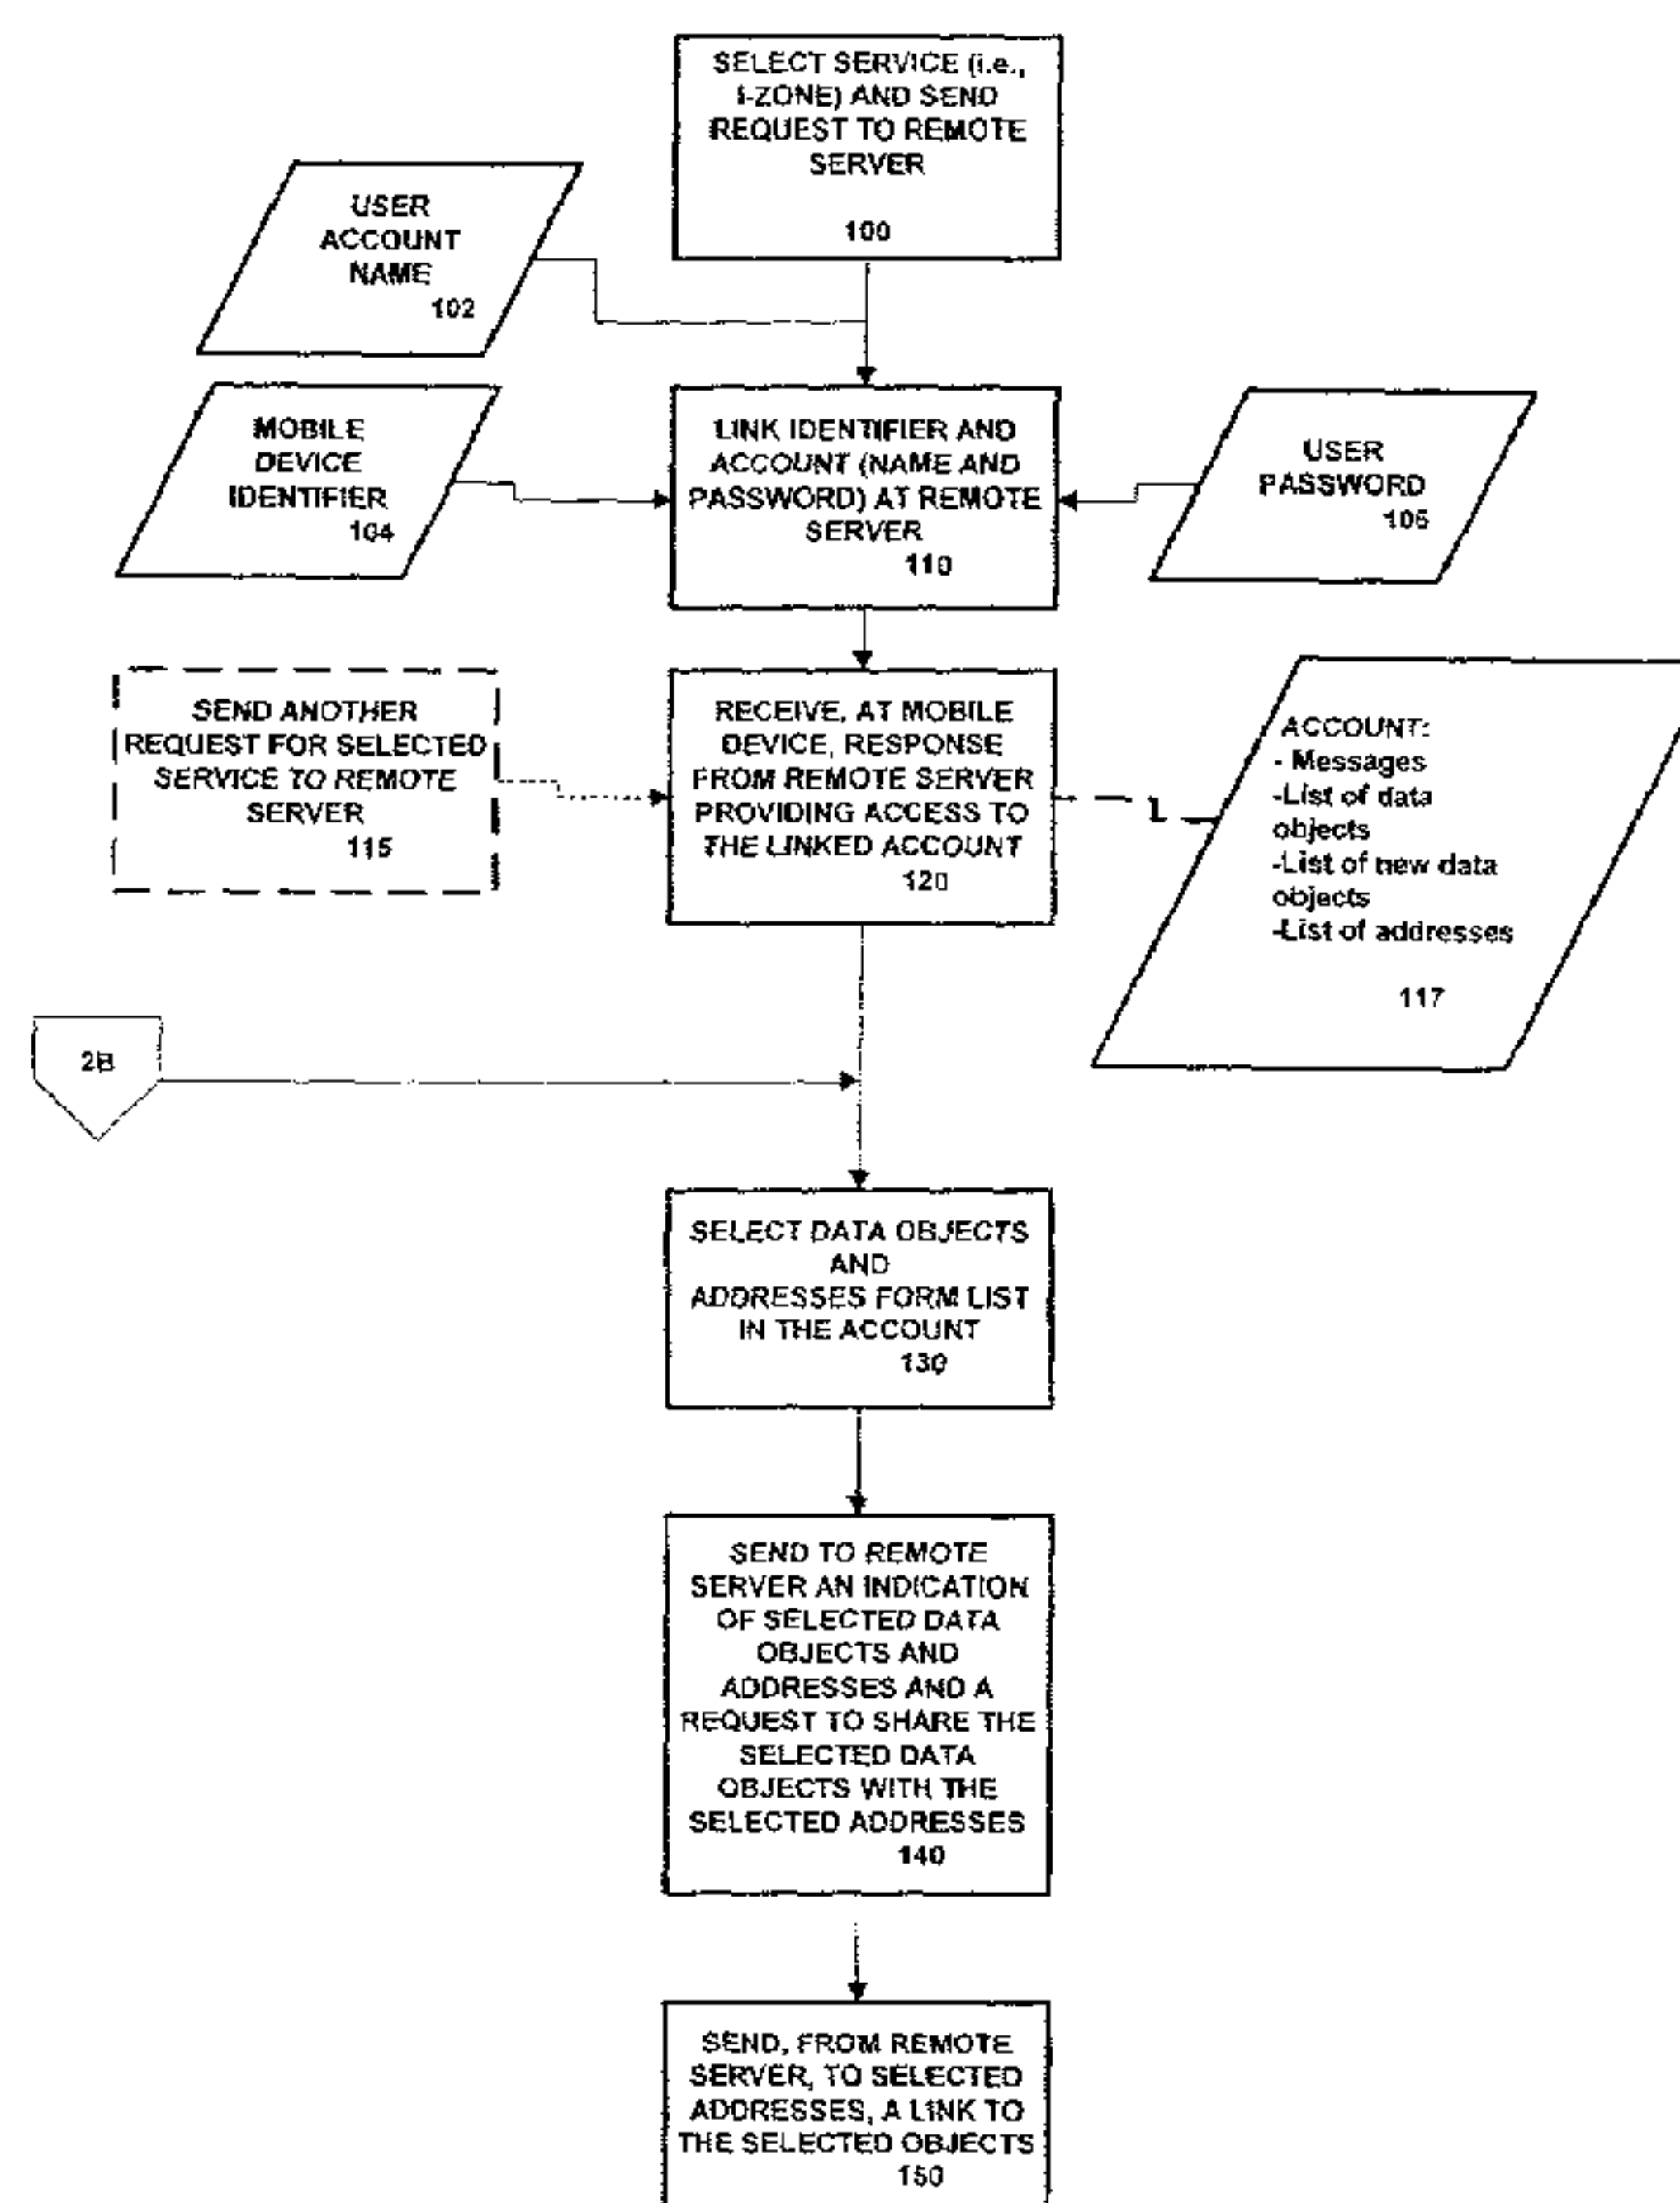 SELECT SERVICE (i.e.,
I-ZONE) AND SEND
REQUEST TO REMOTE
SERVER
100
USER
ACCOUNT
NAME
102
MOBILE
DEVICE
IDENTIFIER
104
LINK IDENTIFIER AND
ACCOUNT (NAME AND
PASSWORD) AT REMOTE
SERVER
110
USER
PASSWORD
106
SEND ANOTHER
REQUEST FOR SELECTED
SERVICE TO REMOTE
SERVER
115
RECEIVE, AT MOBILE
DEVICE, RESPONSE
FROM REMOTE SERVER
PROVIDING ACCESS TO
THE LINKED ACCOUNT
120
ACCOUNT:
- Messages
-List of data
objects
-List of new data
objects
-List of addresses
117
2B
SELECT DATA OBJECTS
AND
ADDRESSES FORM LIST
IN THE ACCOUNT
130
SEND TO REMOTE
SERVER AN INDICATION
OF SELECTED DATA
OBJECTS AND
ADDRESSES AND A
REQUEST TO SHARE THE
SELECTED DATA
OBJECTS WITH THE
SELECTED ADDRESSES
140
SEND, FROM REMOTE
SERVER, TO SELECTED
ADDRESSES, A LINK TO
THE SELECTED OBJECTS
150